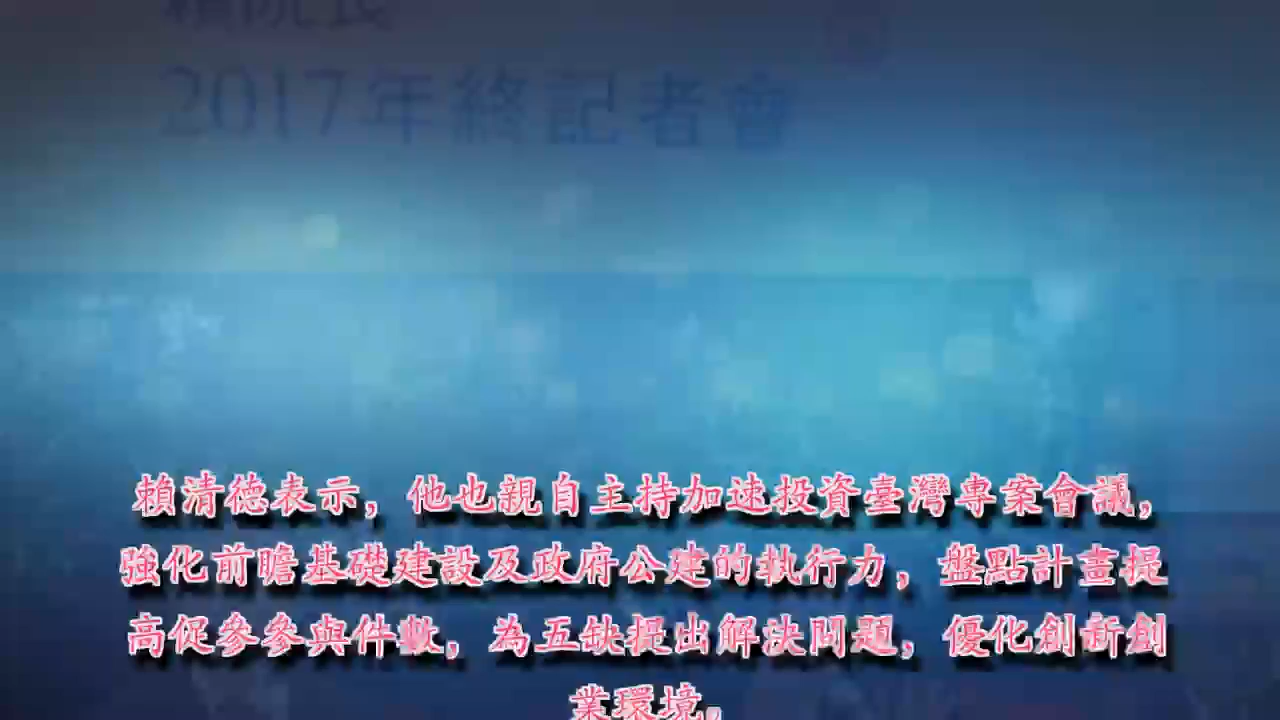 賴院長
2017年終記者會
賴清德表示，他也親自主持加速投資臺灣專案會議，
強化前瞻基礎建設及政府公建的執行力，盤點計畫提
高促參參與件數，為五缺提出解決問題，優化創新創
業環境。